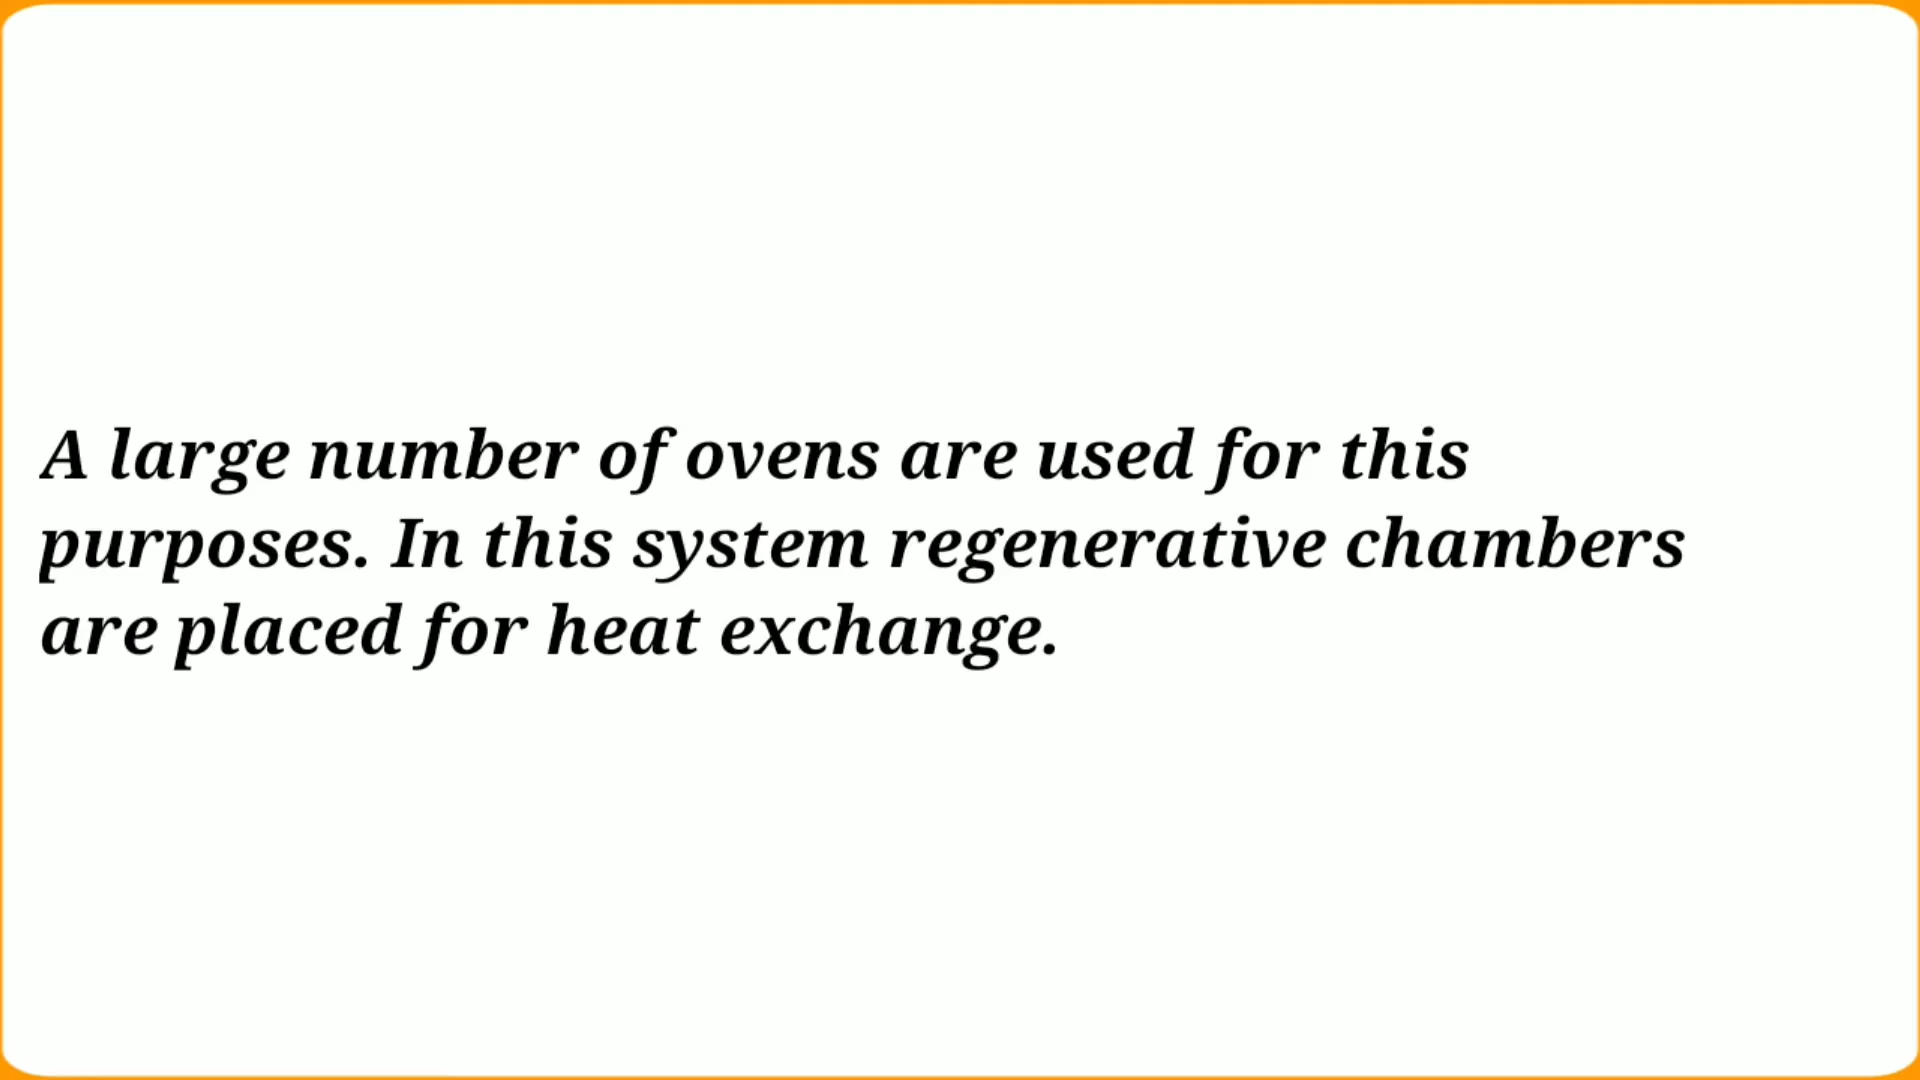 A large number of ovens are used for this
purposes. In this system regenerative chambers
are placed for heat exchange.